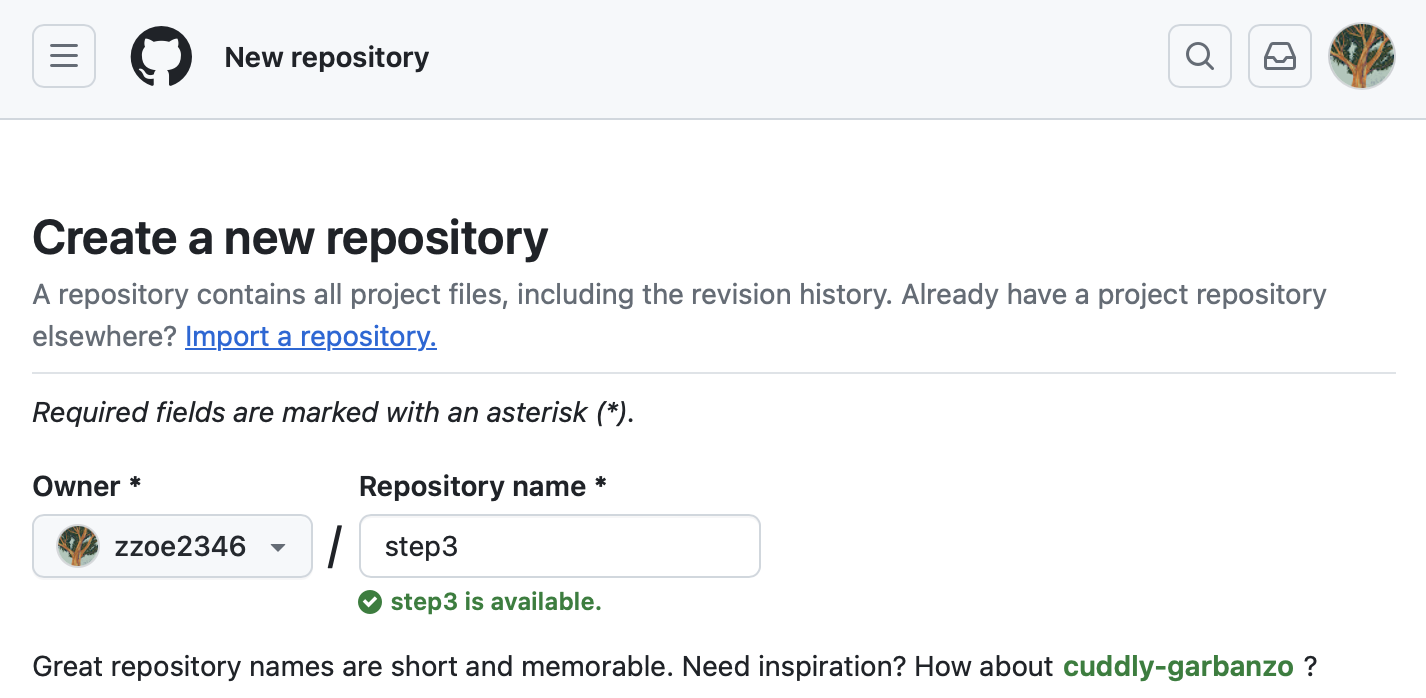 New repository
Create a new repository
A repository contains all project files, including the revision history. Already have a project repository
elsewhere? Import a repository.
Required fields are marked with an asterisk (*).
Owner * Repository name *
zzoe2346 / step3
step3 is available.
Great repository names are short and memorable. Need inspiration? How about cuddly-garbanzo ?